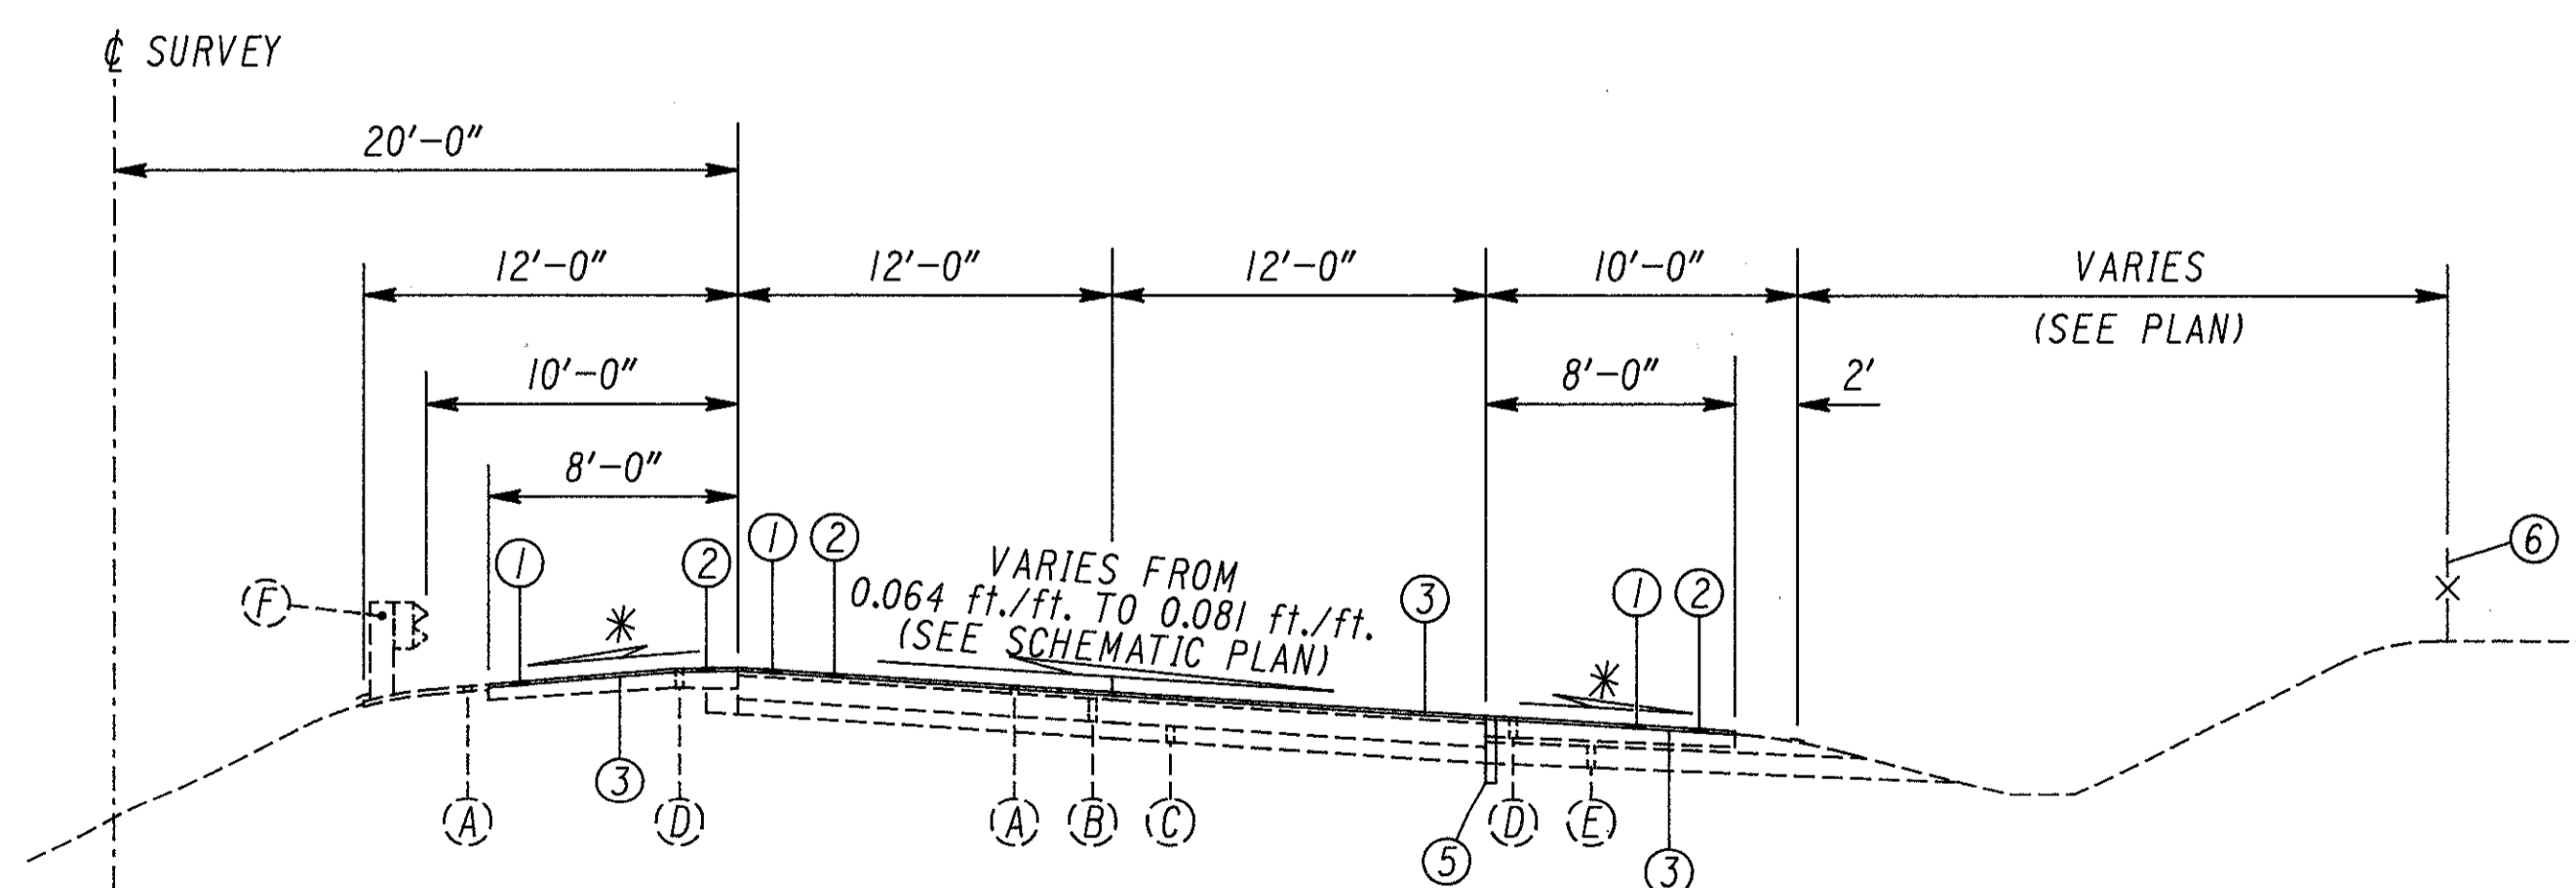 ℄ SURVEY
20'-0"
12'-0" 12'-0" 12'-0" 10'-0" VARIES
(SEE PLAN)
10'-0" 8'-0" 2'
8'-0"
1 2 1 2 VARIES FROM
0.064 ft./ft. TO 0.081 ft./ft.
(SEE SCHEMATIC PLAN)
3 1 2 6
F * *
3
A D A B C D E
5 3